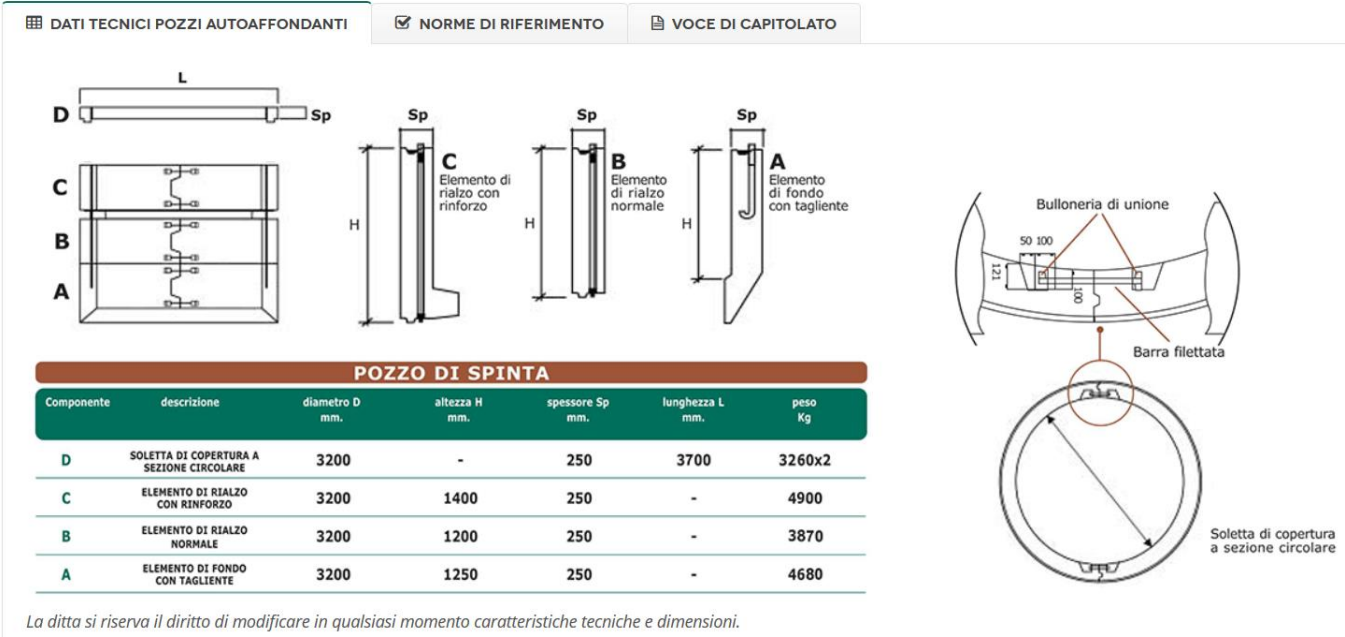 DATI TECNICI POZZI AUTOAFFONDANTI
NORME DI RIFERIMENTO
VOCE DI CAPITOLATO
L
D
Sp
C
B
A
Sp
H
C
Elemento di
rialzo con
rinforzo
Sp
H
B
Elemento
di rialzo
normale
Sp
H
A
Elemento
di fondo
con tagliente
Bulloneria di unione
50 100
121
100
Barra filettata
Soletta di copertura
a sezione circolare
POZZO DI SPINTA
Componente descrizione diametro D altezza H spessore Sp lunghezza L peso
mm. mm. mm. mm. Kg
D SOLETTA DI COPERTURA A SEZIONE CIRCOLARE 3200 - 250 3700 3260x2
C ELEMENTO DI RIALZO CON RINFORZO 3200 1400 250 - 4900
B ELEMENTO DI RIALZO NORMALE 3200 1200 250 - 3870
A ELEMENTO DI FONDO CON TAGLIENTE 3200 1250 250 - 4680
La ditta si riserva il diritto di modificare in qualsiasi momento caratteristiche tecniche e dimensioni.